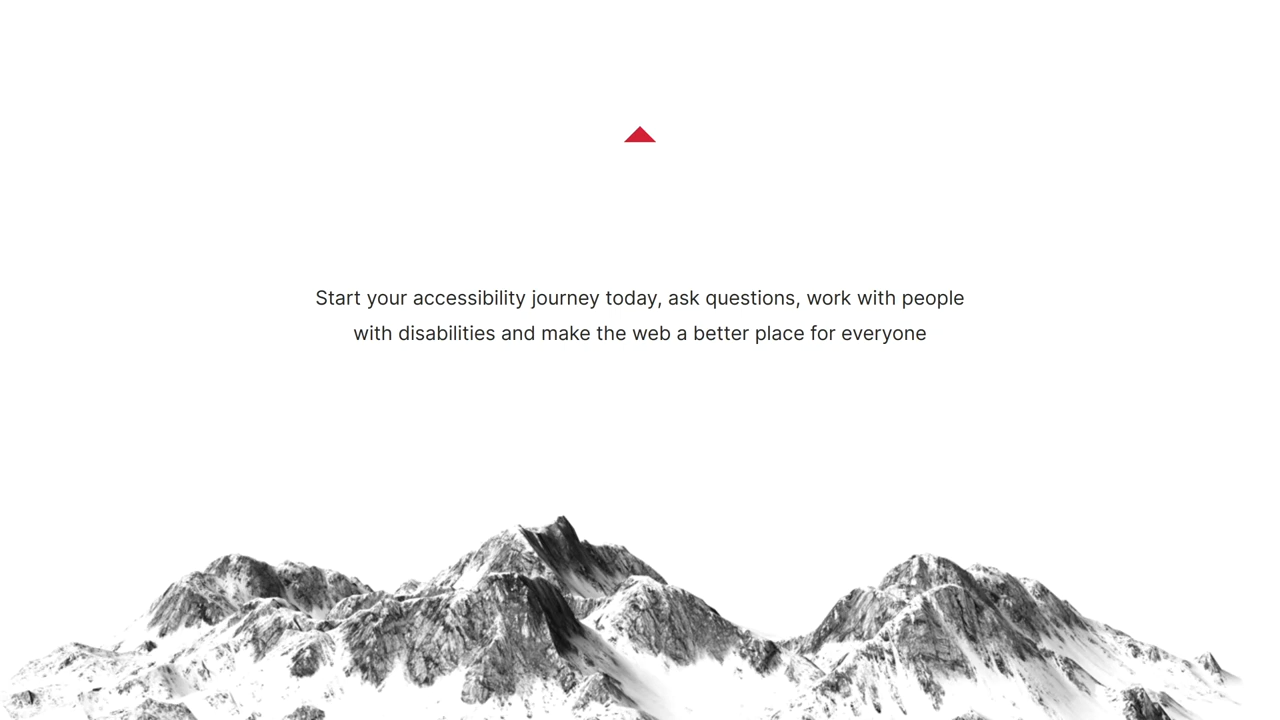 Start your accessibility journey today, ask questions, work with people
with disabilities and make the web a better place for everyone